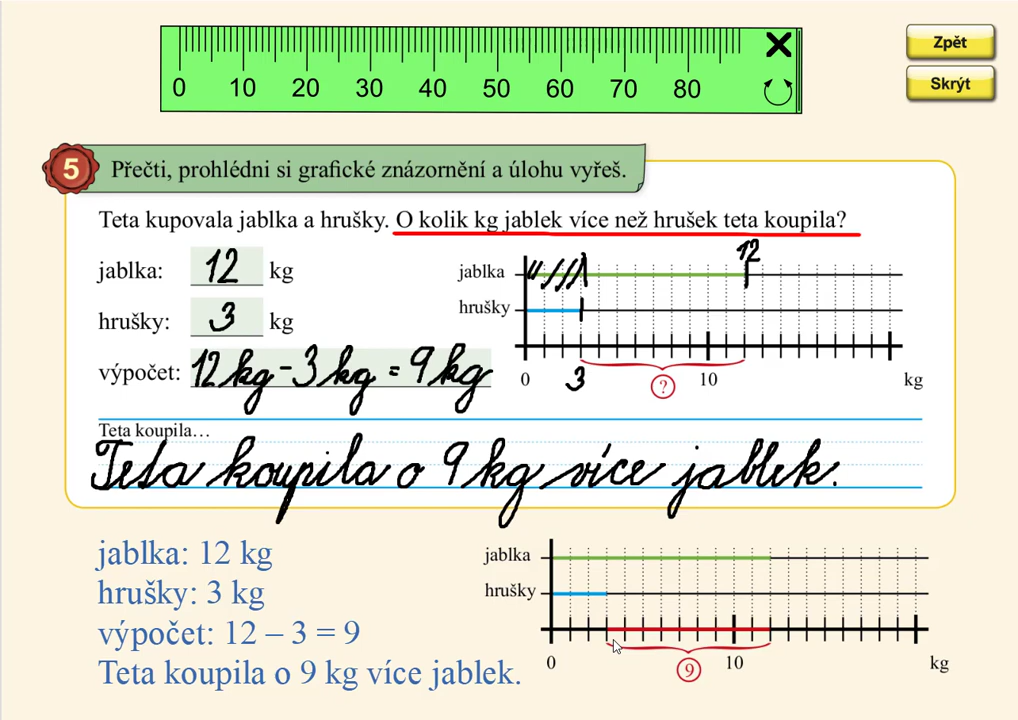 0 10 20 30 40 50 60 70 80
Zpět
Skrýt
5 Přečti, prohlédni si grafické znázornění a úlohu vyřeš.
Teta kupovala jablka a hrušky. O kolik kg jablek více než hrušek teta koupila?
jablka: 12 kg
hrušky: 3 kg
výpočet: 12 kg - 3 kg = 9 kg
12
jablka
hrušky
0 3 ? 10 kg
Teta koupila…
Teta koupila o 9 kg více jablek.
jablka: 12 kg
hrušky: 3 kg
výpočet: 12 – 3 = 9
Teta koupila o 9 kg více jablek.
jablka
hrušky
0 9 10 kg